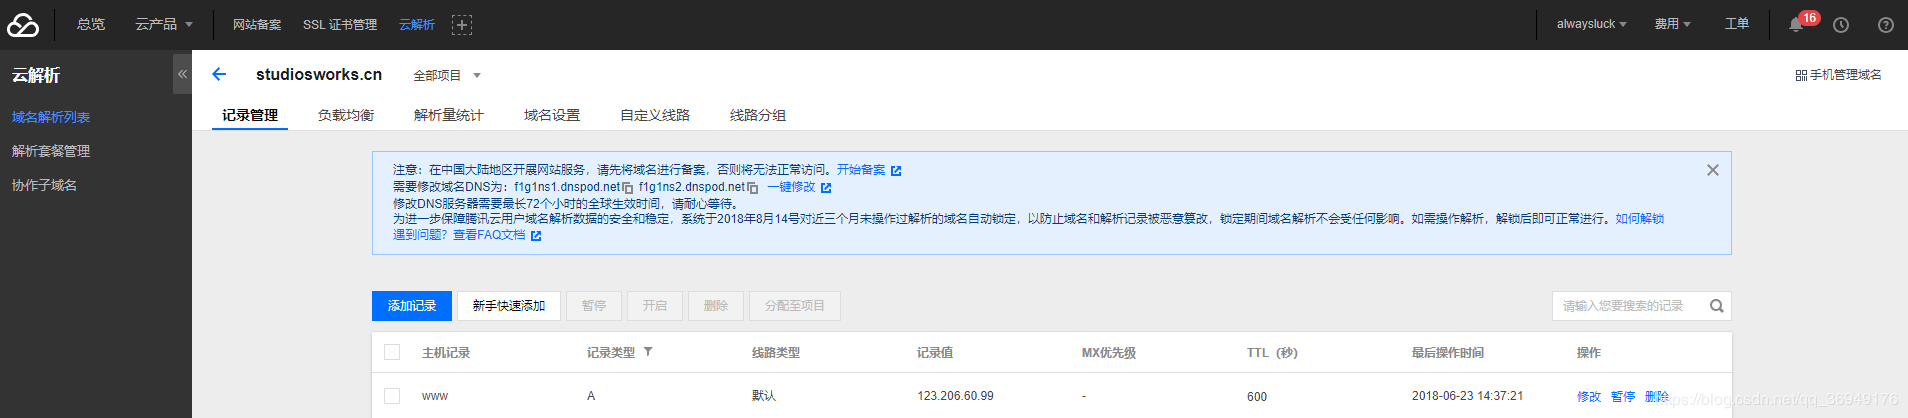 总览 云产品 网站备案 SSL 证书管理 云解析 alwaysluck 费用 工单 16
云解析
域名解析列表
解析套餐管理
协作子域名
studiosworks.cn 全部项目 手机管理域名
记录管理 负载均衡 解析量统计 域名设置 自定义线路 线路分组
注意：在中国大陆地区开展网站服务，请先将域名进行备案，否则将无法正常访问。开始备案
需要修改域名DNS为：f1g1ns1.dnspod.net f1g1ns2.dnspod.net 一键修改
修改DNS服务器需要最长72个小时的全球生效时间，请耐心等待。
为进一步保障腾讯云用户域名解析数据的安全和稳定，系统于2018年8月14号对近三个月未操作过解析的域名自动锁定，以防止域名和解析记录被恶意篡改，锁定期间域名解析不会受任何影响。如需操作解析，解锁后即可正常进行。如何解锁
遇到问题？查看FAQ文档
添加记录 新手快速添加 暂停 开启 删除 分配至项目 请输入您要搜索的记录
主机记录 记录类型 线路类型 记录值 MX优先级 TTL（秒） 最后操作时间 操作
www A 默认 123.206.60.99 - 600 2018-06-23 14:37:21 修改 暂停 删除
https://blog.csdn.net/qq_36949176